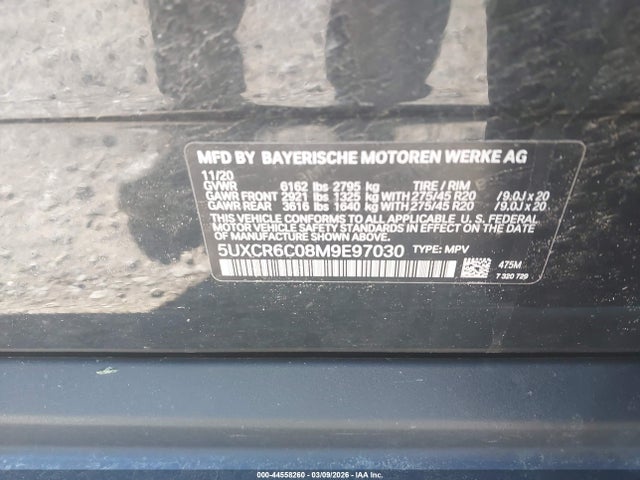 MFD BY BAYERISCHE MOTOREN WERKE AG
11/20
GVWR 6162 lbs 2795 kg TIRE / RIM
GAWR FRONT 2921 lbs 1325 kg WITH 275/45 R20 / 9.0J x 20
GAWR REAR 3616 lbs 1640 kg WITH 275/45 R20 / 9.0J x 20
THIS VEHICLE CONFORMS TO ALL APPLICABLE U. S. FEDERAL
MOTOR VEHICLE SAFETY STANDARDS IN EFFECT ON THE
DATE OF MANUFACTURE SHOWN ABOVE.
5UXCR6C08M9E97030 TYPE: MPV
475M
7 320 729
000-44558260 | 03/09/2026 | IAA Inc.